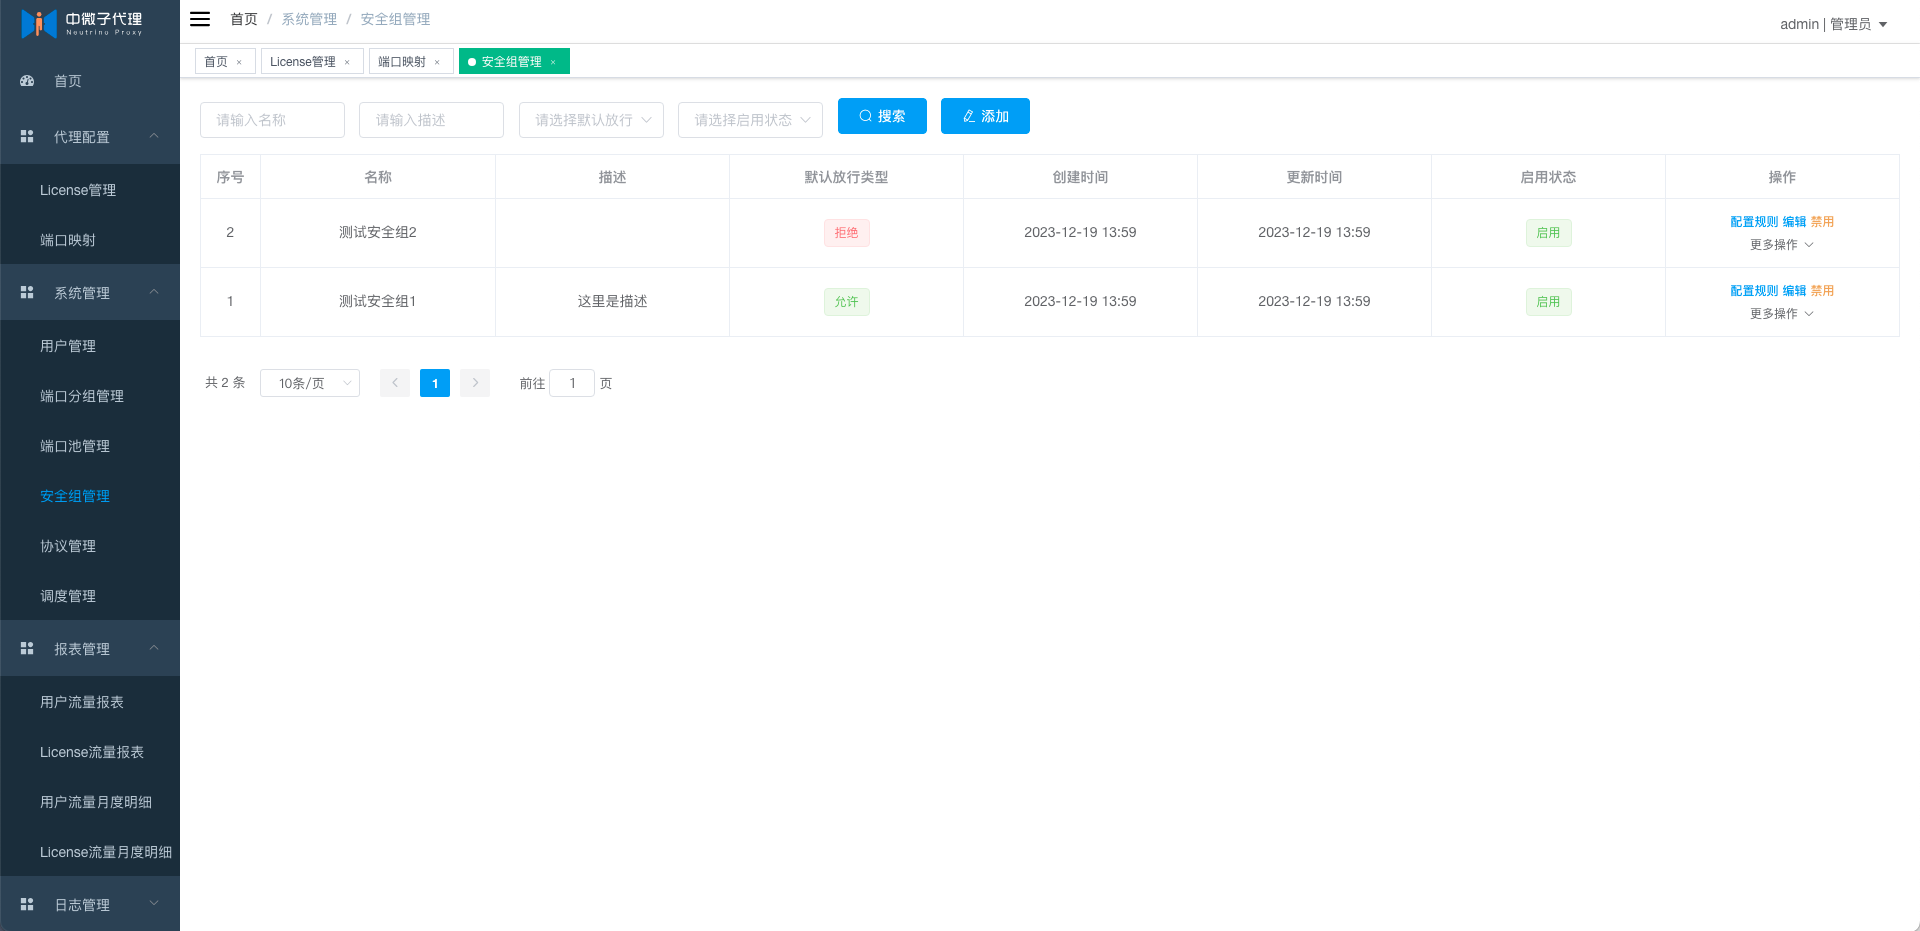 中微子代理
Neutrino Proxy
首页
代理配置
License管理
端口映射
系统管理
用户管理
端口分组管理
端口池管理
安全组管理
协议管理
调度管理
报表管理
用户流量报表
License流量报表
用户流量月度明细
License流量月度明细
日志管理
首页 / 系统管理 / 安全组管理
admin | 管理员
首页 × License管理 × 端口映射 × 安全组管理 ×
请输入名称 请输入描述 请选择默认放行 请选择启用状态 搜索 添加
序号 名称 描述 默认放行类型 创建时间 更新时间 启用状态 操作
2 测试安全组2 拒绝 2023-12-19 13:59 2023-12-19 13:59 启用 配置规则 编辑 禁用
更多操作
1 测试安全组1 这里是描述 允许 2023-12-19 13:59 2023-12-19 13:59 启用 配置规则 编辑 禁用
更多操作
共 2 条 10条/页 1 前往 1 页